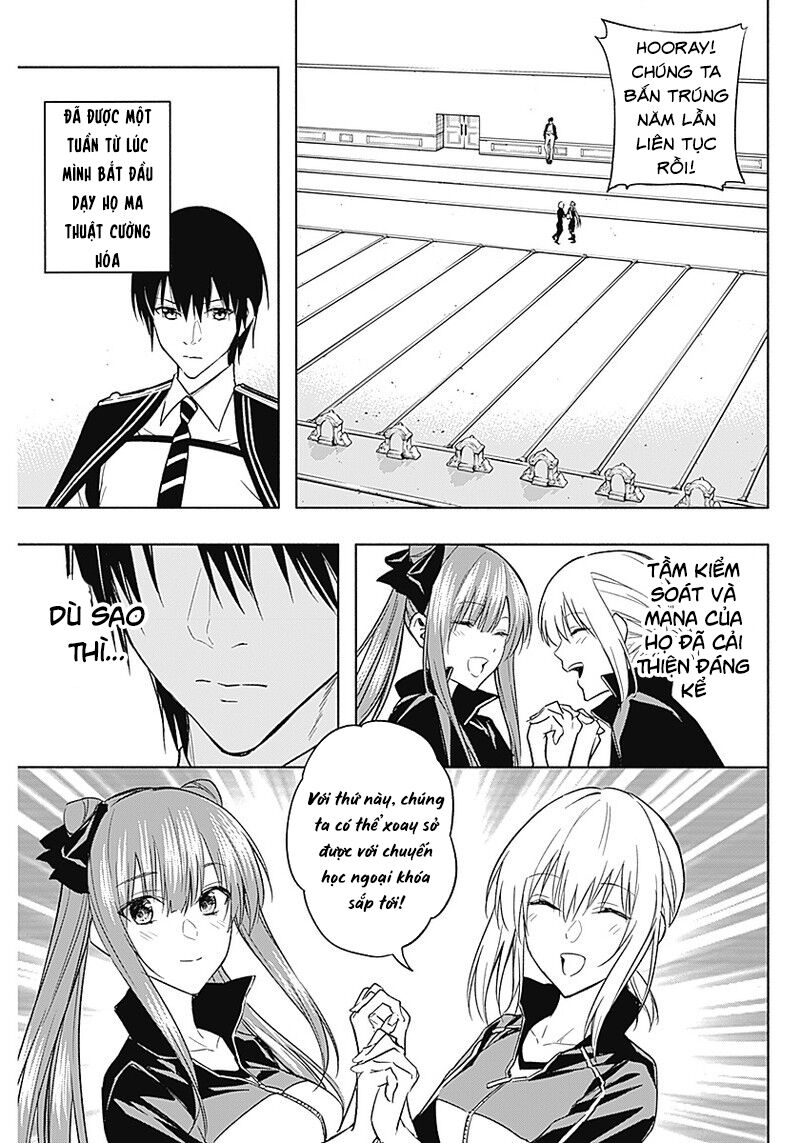 HOORAY!
CHÚNG TA
BẮN TRÚNG
NĂM LẦN
LIÊN TỤC
RỒI!
ĐÃ ĐƯỢC MỘT
TUẦN TỪ LÚC
MÌNH BẮT ĐẦU
DẠY HỌ MA
THUẬT CƯỜNG
HÓA
TẦM KIỂM
SOÁT VÀ
MANA CỦA
HỌ ĐÃ CẢI
THIỆN ĐÁNG
KỂ
DÙ SAO
THÌ...
Với thứ này, chúng
ta có thể xoay sở
được với chuyến
học ngoại khóa
sắp tới!